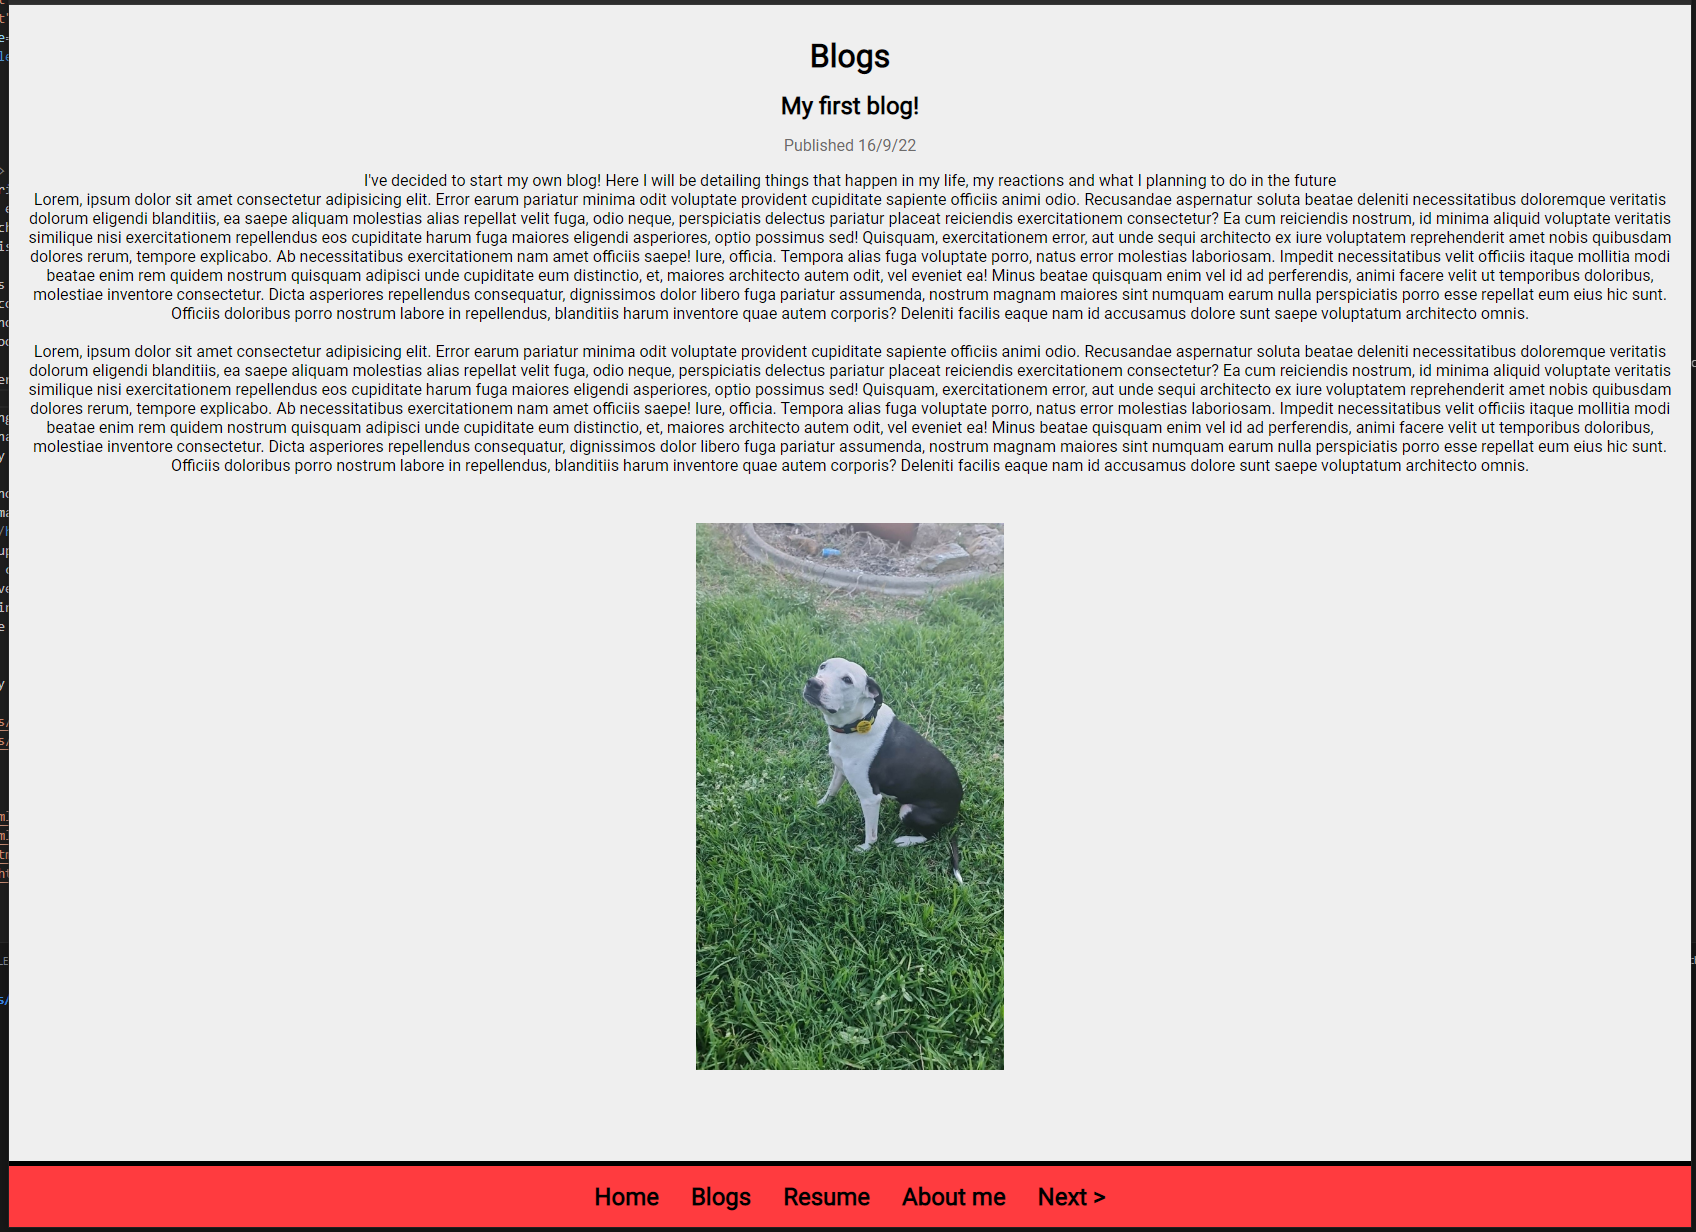 Blogs
My first blog!
Published 16/9/22
I've decided to start my own blog! Here I will be detailing things that happen in my life, my reactions and what I planning to do in the future
Lorem, ipsum dolor sit amet consectetur adipisicing elit. Error earum pariatur minima odit voluptate provident cupiditate sapiente officiis animi odio. Recusandae aspernatur soluta beatae deleniti necessitatibus doloremque veritatis
dolorum eligendi blanditiis, ea saepe aliquam molestias alias repellat velit fuga, odio neque, perspiciatis delectus pariatur placeat reiciendis exercitationem consectetur? Ea cum reiciendis nostrum, id minima aliquid voluptate veritatis
similique nisi exercitationem repellendus eos cupiditate harum fuga maiores eligendi asperiores, optio possimus sed! Quisquam, exercitationem error, aut unde sequi architecto ex iure voluptatem reprehenderit amet nobis quibusdam
dolores rerum, tempore explicabo. Ab necessitatibus exercitationem nam amet officiis saepe! Iure, officia. Tempora alias fuga voluptate porro, natus error molestias laboriosam. Impedit necessitatibus velit officiis itaque mollitia modi
beatae enim rem quidem nostrum quisquam adipisci unde cupiditate eum distinctio, et, maiores architecto autem odit, vel eveniet ea! Minus beatae quisquam enim vel id ad perferendis, animi facere velit ut temporibus doloribus,
molestiae inventore consectetur. Dicta asperiores repellendus consequatur, dignissimos dolor libero fuga pariatur assumenda, nostrum magnam maiores sint numquam earum nulla perspiciatis porro esse repellat eum eius hic sunt.
Officiis doloribus porro nostrum labore in repellendus, blanditiis harum inventore quae autem corporis? Deleniti facilis eaque nam id accusamus dolore sunt saepe voluptatum architecto omnis.
Lorem, ipsum dolor sit amet consectetur adipisicing elit. Error earum pariatur minima odit voluptate provident cupiditate sapiente officiis animi odio. Recusandae aspernatur soluta beatae deleniti necessitatibus doloremque veritatis
dolorum eligendi blanditiis, ea saepe aliquam molestias alias repellat velit fuga, odio neque, perspiciatis delectus pariatur placeat reiciendis exercitationem consectetur? Ea cum reiciendis nostrum, id minima aliquid voluptate veritatis
similique nisi exercitationem repellendus eos cupiditate harum fuga maiores eligendi asperiores, optio possimus sed! Quisquam, exercitationem error, aut unde sequi architecto ex iure voluptatem reprehenderit amet nobis quibusdam
dolores rerum, tempore explicabo. Ab necessitatibus exercitationem nam amet officiis saepe! Iure, officia. Tempora alias fuga voluptate porro, natus error molestias laboriosam. Impedit necessitatibus velit officiis itaque mollitia modi
beatae enim rem quidem nostrum quisquam adipisci unde cupiditate eum distinctio, et, maiores architecto autem odit, vel eveniet ea! Minus beatae quisquam enim vel id ad perferendis, animi facere velit ut temporibus doloribus,
molestiae inventore consectetur. Dicta asperiores repellendus consequatur, dignissimos dolor libero fuga pariatur assumenda, nostrum magnam maiores sint numquam earum nulla perspiciatis porro esse repellat eum eius hic sunt.
Officiis doloribus porro nostrum labore in repellendus, blanditiis harum inventore quae autem corporis? Deleniti facilis eaque nam id accusamus dolore sunt saepe voluptatum architecto omnis.
Home Blogs Resume About me Next >